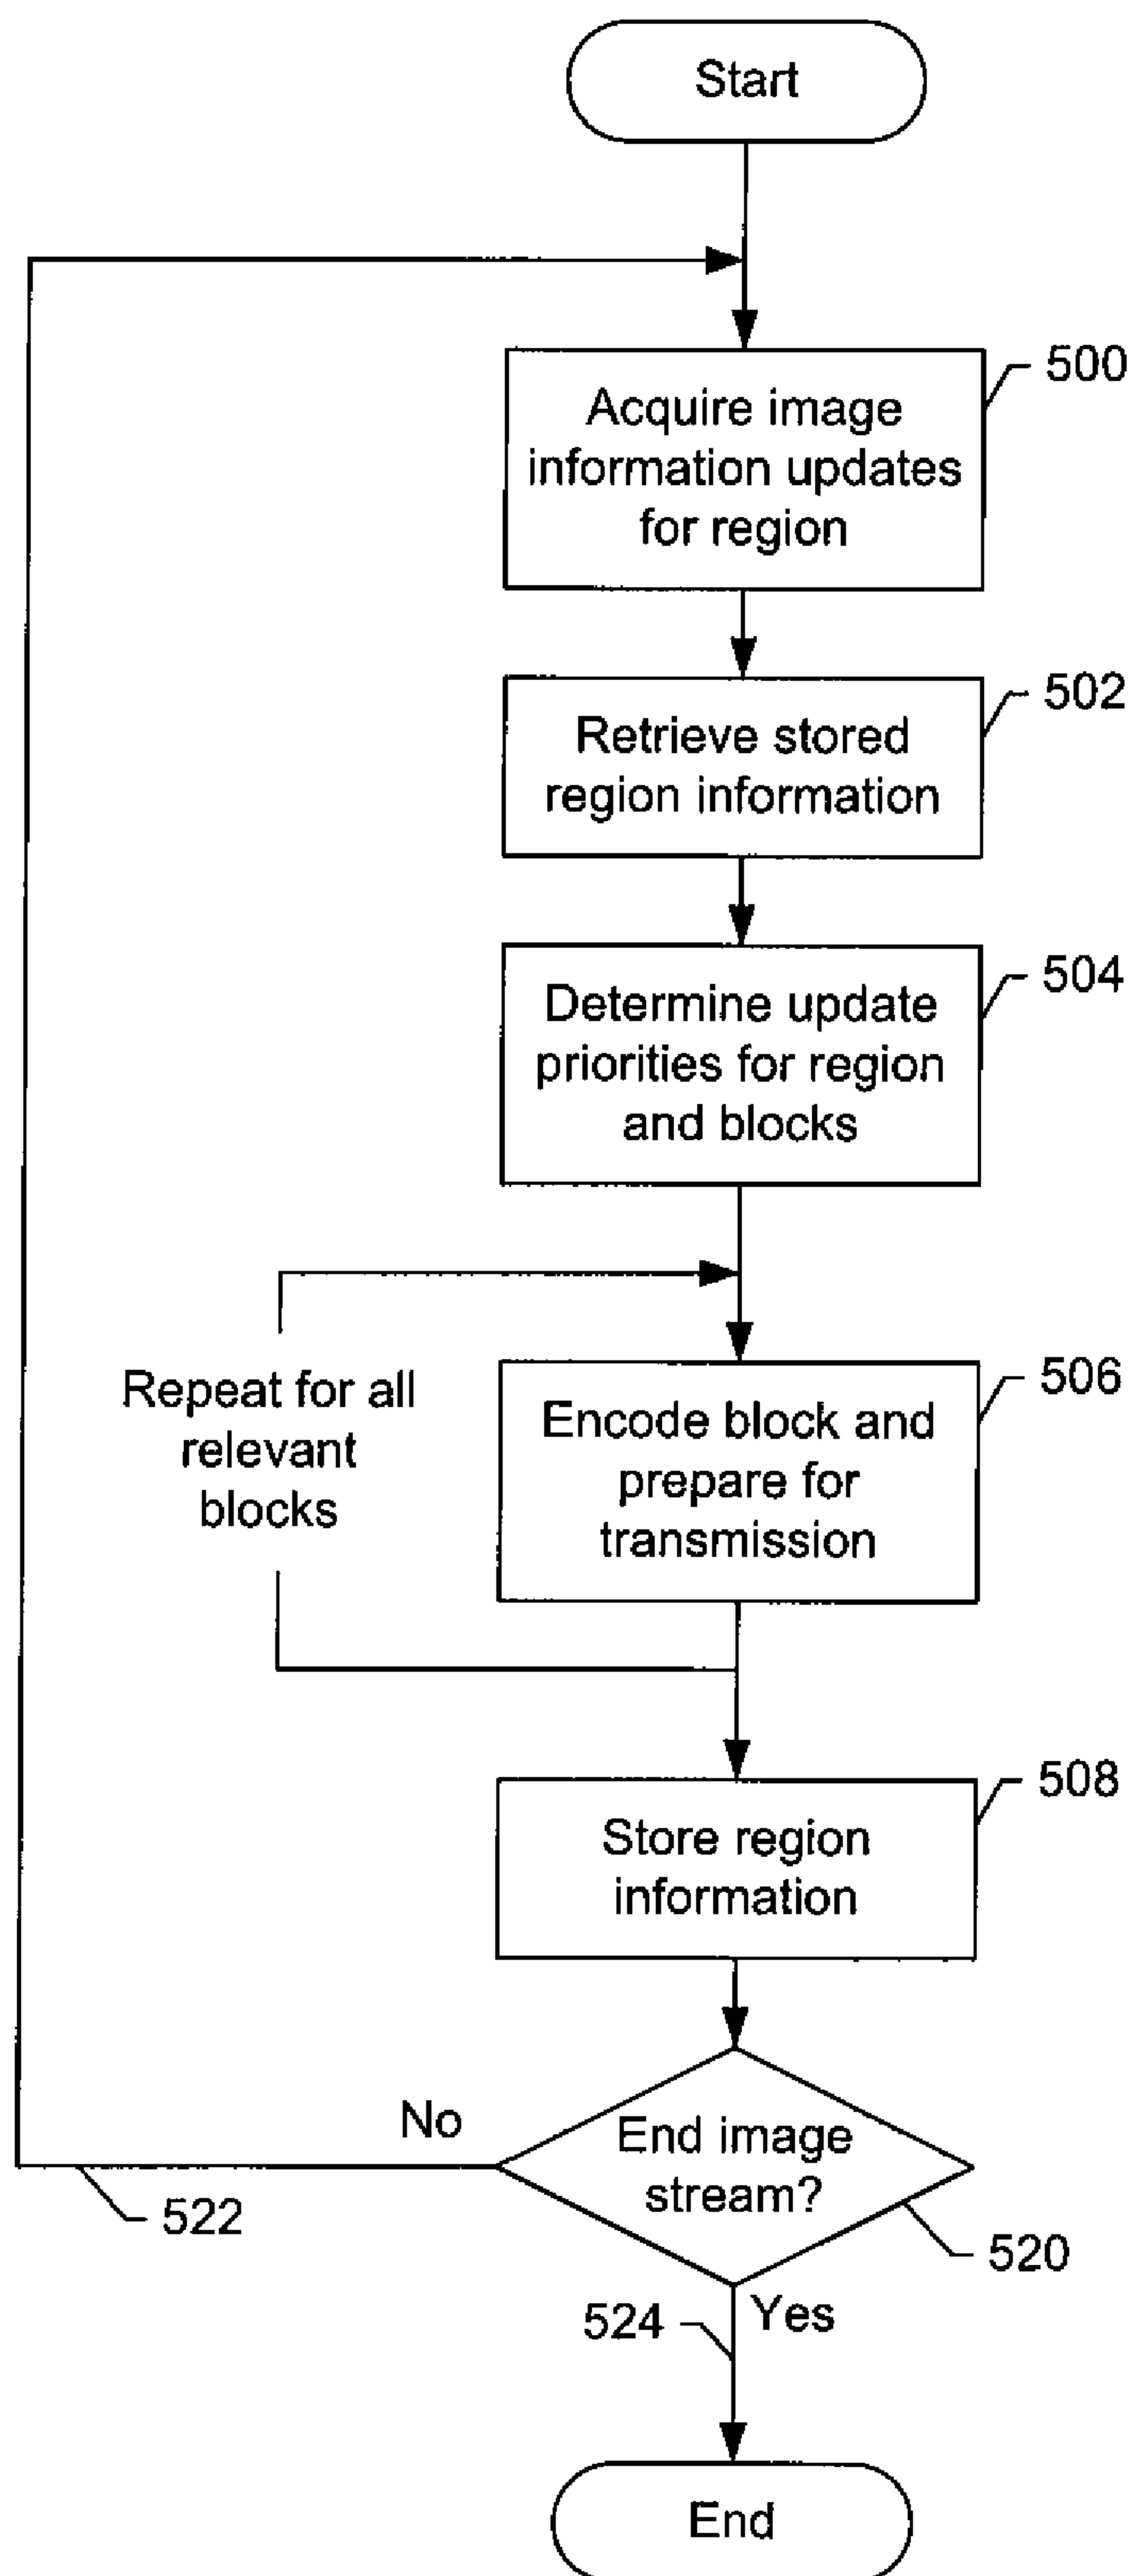 Start
Acquire image
information updates
for region
500
Retrieve stored
region information
502
Determine update
priorities for region
and blocks
504
Repeat for all
relevant
blocks
Encode block and
prepare for
transmission
506
Store region
information
508
No
End image
stream?
522
520
524
Yes
End